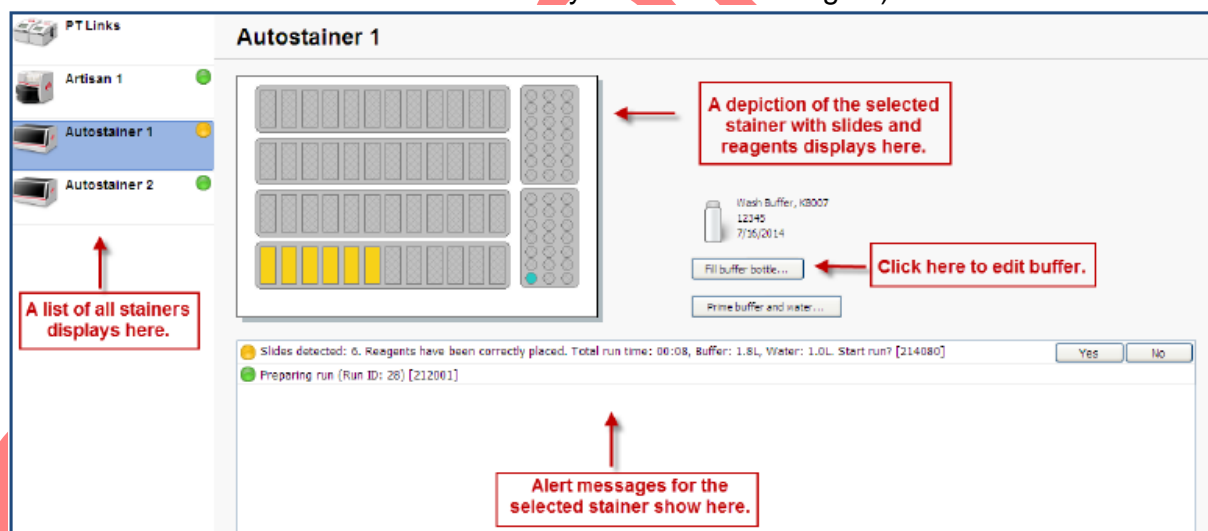 PTLinks
Autostainer 1
Artisan 1
Autostainer 1
Autostainer 2
A list of all stainers
displays here.
A depiction of the selected
stainer with slides and
reagents displays here.
Wash Buffer, K8007
12345
7/16/2014
Fill buffer bottle...
Click here to edit buffer.
Prime buffer and water...
Slides detected: 6. Reagents have been correctly placed. Total run time: 00:08, Buffer: 1.8L, Water: 1.0L. Start run? [214080]
Yes
No
Preparing run (Run ID: 28) [212001]
Alert messages for the
selected stainer show here.